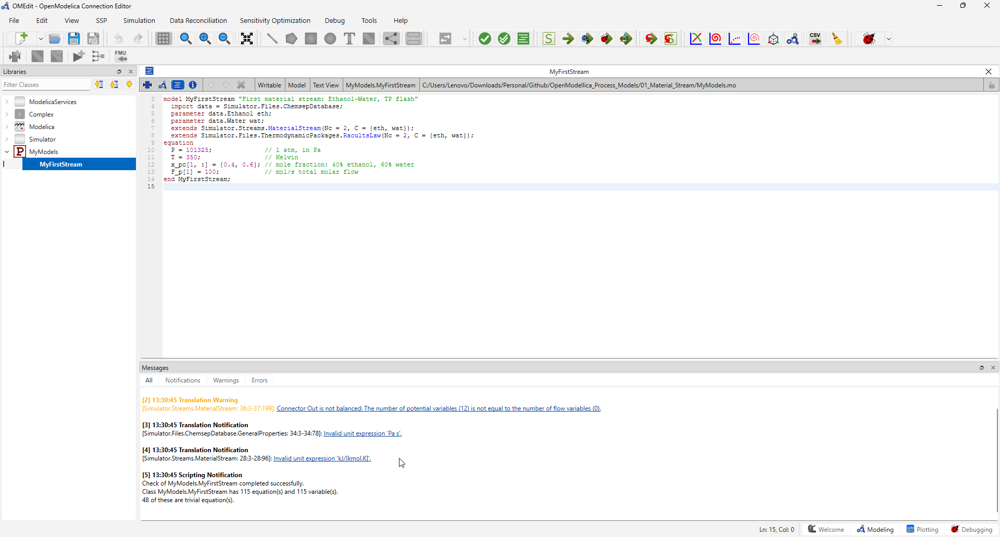 OMEdit - OpenModelica Connection Editor
File Edit View SSP Simulation Data Reconciliation Sensitivity Optimization Debug Tools Help
S
T
CSV
FMU
Libraries
MyFirstStream
Filter Classes
Writable Model Text View MyModels.MyFirstStream C:/Users/Lenovo/Downloads/Personal/Github/OpenModellica_Process_Models/01_Material_Stream/MyModels.mo
ModelicaServices
C Complex
Modelica
Simulator
P MyModels
MyFirstStream
3 model MyFirstStream "First material stream: Ethanol-Water, TP flash"
4 import data = Simulator.Files.ChemsepDatabase;
5 parameter data.Ethanol eth;
6 parameter data.Water wat;
7 extends Simulator.Streams.MaterialStream(Nc = 2, C = {eth, wat});
8 extends Simulator.Files.ThermodynamicPackages.RaoultsLaw(Nc = 2, C = {eth, wat});
9 equation
10 P = 101325; // 1 atm, in Pa
11 T = 350; // Kelvin
12 x_pc[1, :] = {0.4, 0.6}; // mole fraction: 40% ethanol, 60% water
13 F_p[1] = 100; // mol/s total molar flow
14 end MyFirstStream;
15
Messages
All Notifications Warnings Errors
[2] 13:30:45 Translation Warning
[Simulator.Streams.MaterialStream: 36:3-37:199]: Connector Out is not balanced: The number of potential variables (12) is not equal to the number of flow variables (0).
[3] 13:30:45 Translation Notification
[Simulator.Files.ChemsepDatabase.GeneralProperties: 34:3-34:78]: Invalid unit expression 'Pa s'.
[4] 13:30:45 Translation Notification
[Simulator.Streams.MaterialStream: 28:3-28:96]: Invalid unit expression 'kJ/[kmol.K]'.
[5] 13:30:45 Scripting Notification
Check of MyModels.MyFirstStream completed successfully.
Class MyModels.MyFirstStream has 115 equation(s) and 115 variable(s).
48 of these are trivial equation(s).
Ln: 15, Col: 0 Welcome Modeling Plotting Debugging